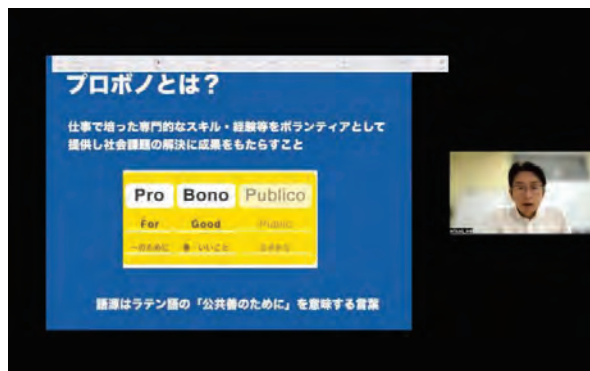 プロボノとは？
仕事で培った専門的なスキル・経験等をボランティアとして
提供し社会課題の解決に成果をもたらすこと
Pro Bono Publico
For Good Public
～のために 善・いいこと
語源はラテン語の「公共善のために」を意味する言葉